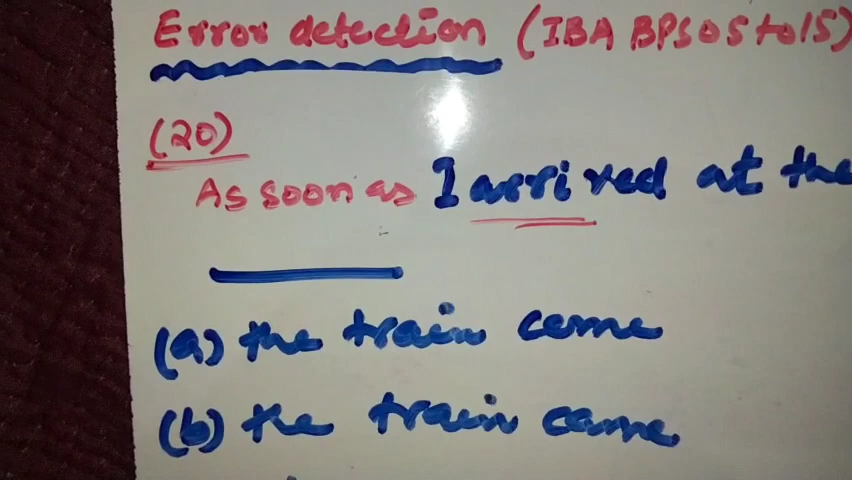 Error detection (IBA BPS 05 to 15)
(20)
As soon as I arrived at the
(a) the train come
(b) the train came